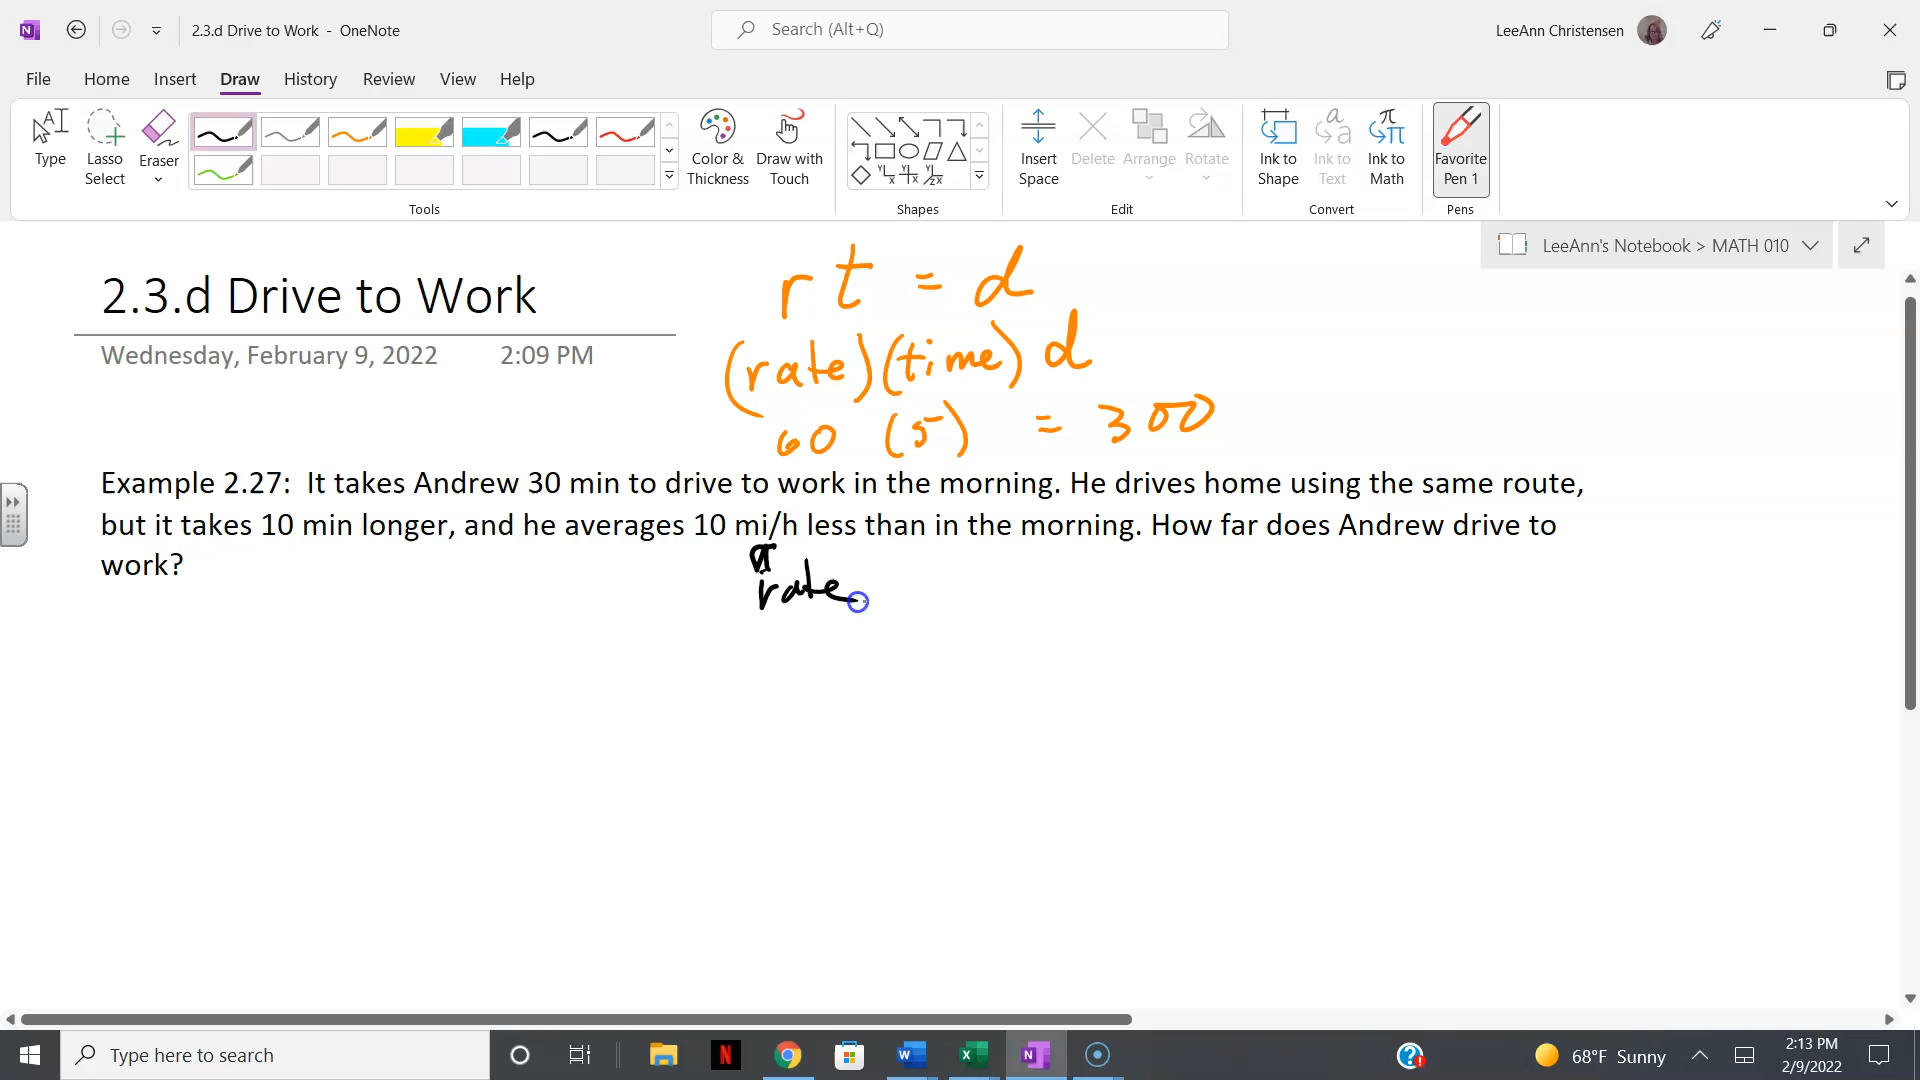 2.3.d Drive to Work - OneNote
Search (Alt+Q)
LeeAnn Christensen
File Home Insert Draw History Review View Help
Type
Lasso Select
Eraser
Color & Thickness
Draw with Touch
Insert Space
Delete
Arrange
Rotate
Ink to Shape
Ink to Text
Ink to Math
Favorite Pen 1
Tools Shapes Edit Convert Pens
LeeAnn's Notebook > MATH 010
2.3.d Drive to Work
Wednesday, February 9, 2022 2:09 PM
r t = d
(rate)(time) d
60 (5) = 300
Example 2.27: It takes Andrew 30 min to drive to work in the morning. He drives home using the same route,
but it takes 10 min longer, and he averages 10 mi/h less than in the morning. How far does Andrew drive to
work?
rate
Type here to search
68°F Sunny
2:13 PM
2/9/2022